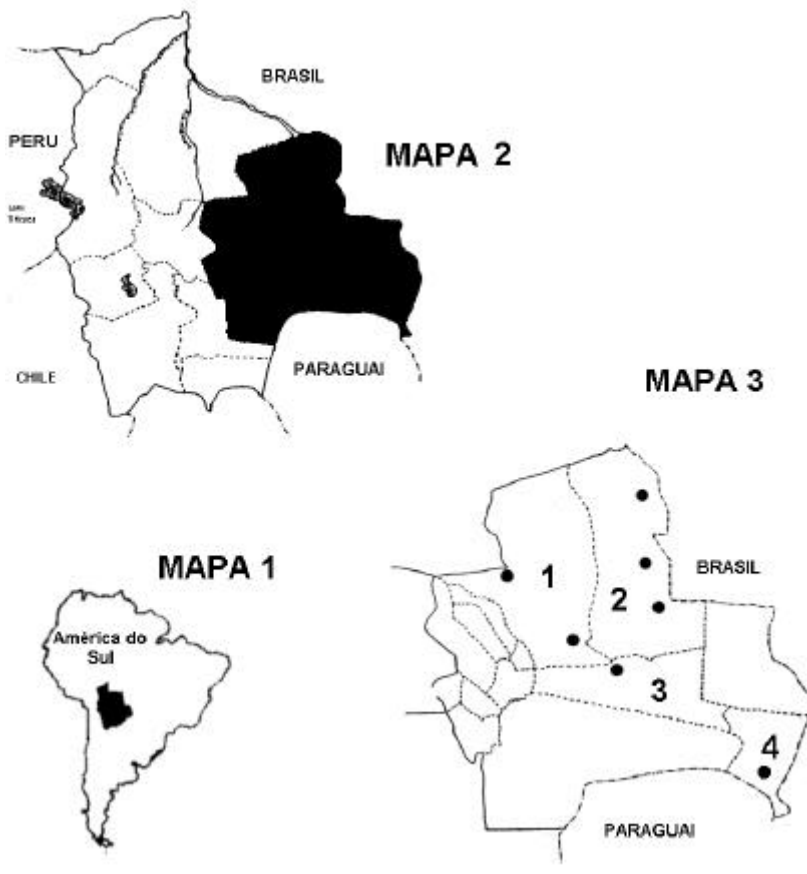 BRASIL
PERU
MAPA 2
CHILE
PARAGUAI
MAPA 3
MAPA 1
América do
Sul
1
BRASIL
2
3
4
PARAGUAI